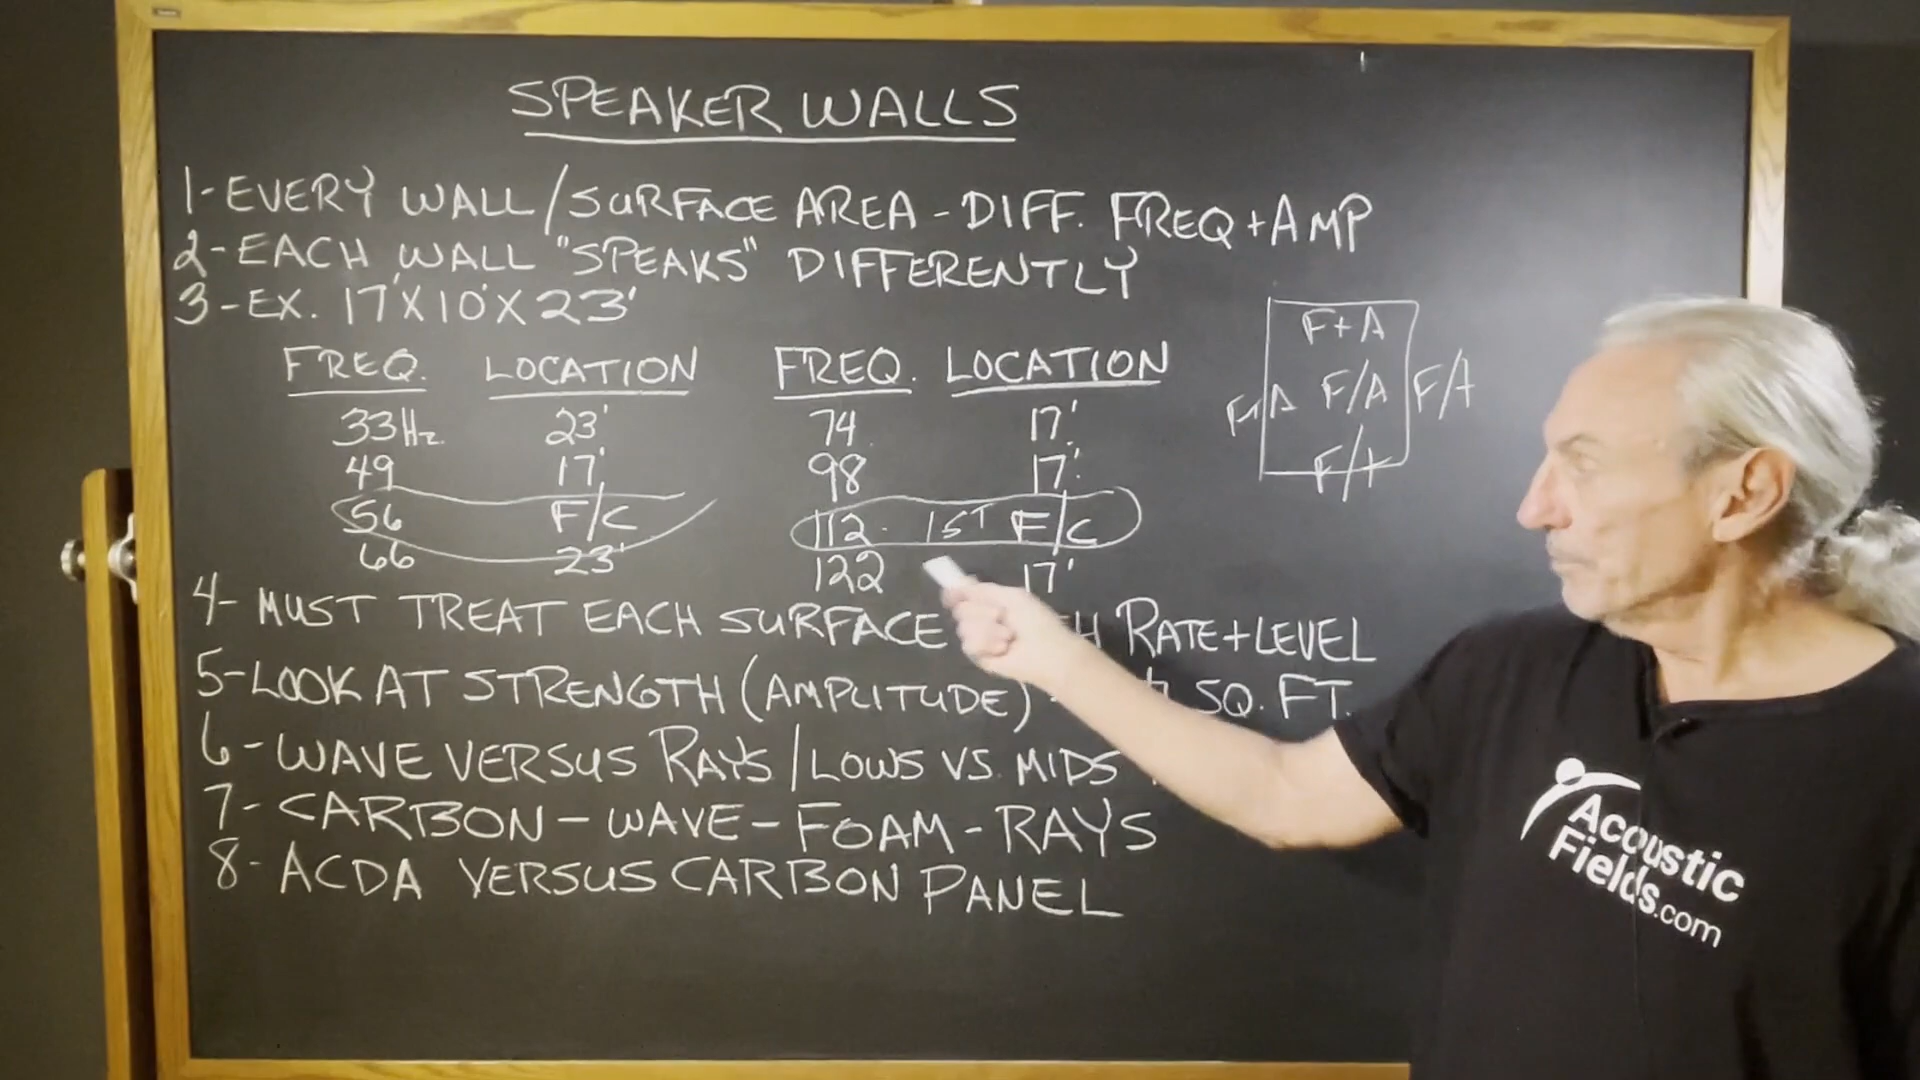 SPEAKER WALLS
1-EVERY WALL/SURFACE AREA - DIFF. FREQ+AMP
2-EACH WALL "SPEAKS" DIFFERENTLY
3-EX. 17'X10'X23'
FREQ. LOCATION FREQ. LOCATION
33Hz. 23' 74 17'
49 17' 98 17'
56 F/C 112 - 1ST F/C
66 23' 122 17'
F+A
F/A
F/A
F/A
4- MUST TREAT EACH SURFACE RATE+LEVEL
5-LOOK AT STRENGTH (AMPLITUDE) SQ. FT.
6-WAVE VERSUS RAYS/LOWS VS. MIDS
7-CARBON-WAVE-FOAM-RAYS
8-ACDA VERSUS CARBON PANEL
Acoustic
Fields.com